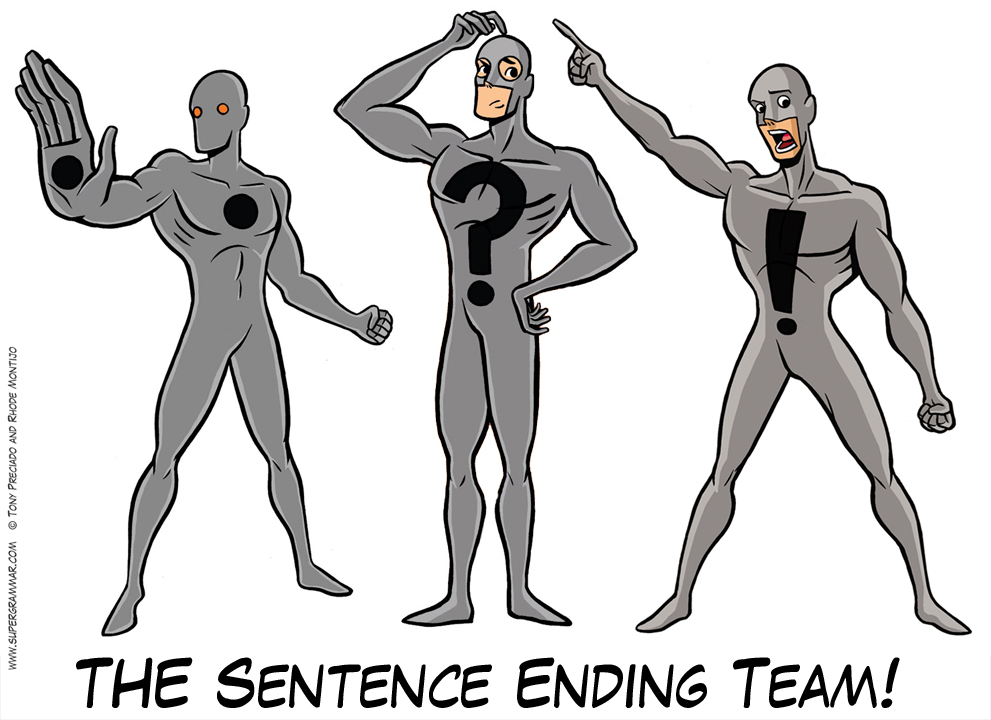 ?
!
THE SENTENCE ENDING TEAM!
WWW.SUPERGRAMMAR.COM © TONY PRECIADO AND RHODE MONTIJO